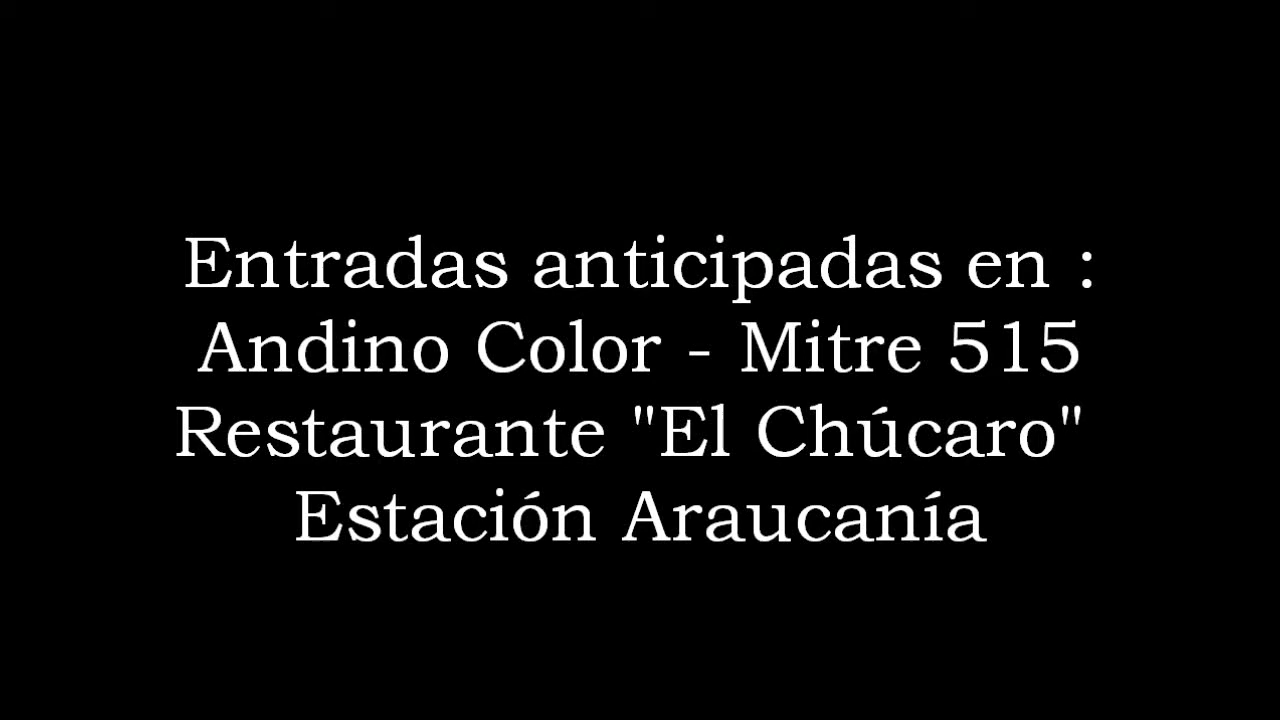 Entradas anticipadas en :
Andino Color - Mitre 515
Restaurante "El Chúcaro"
Estación Araucanía